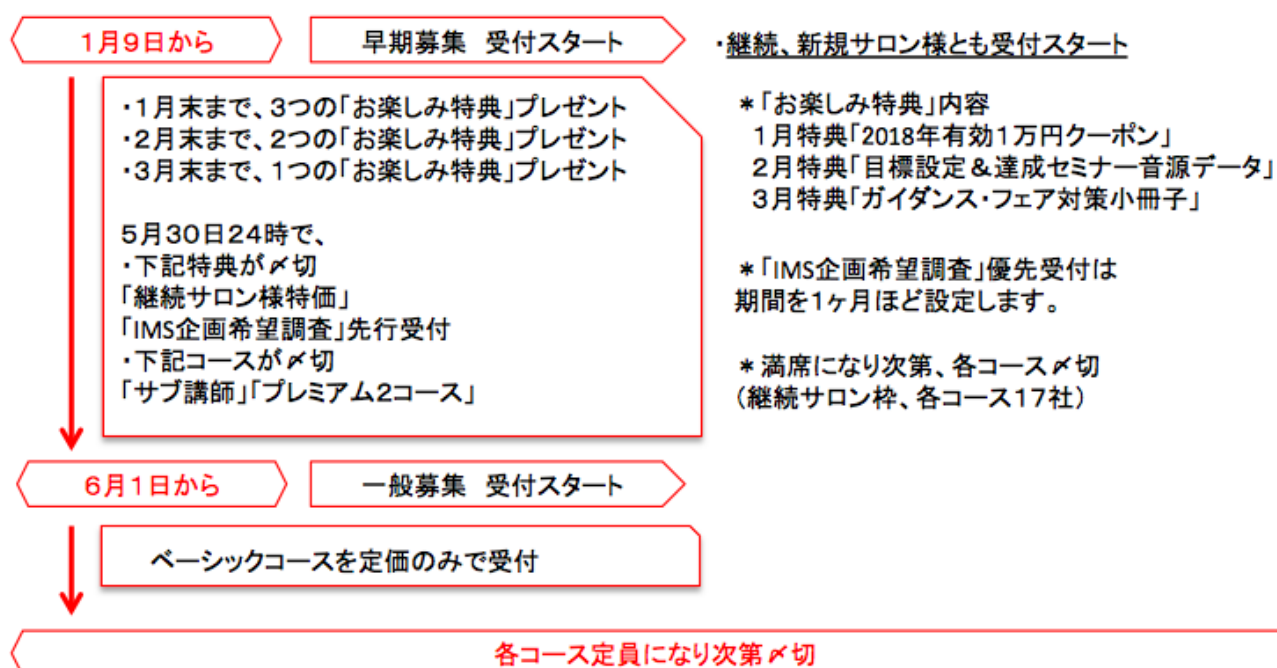 1月9日から
早期募集 受付スタート
・継続、新規サロン様とも受付スタート
・1月末まで、3つの「お楽しみ特典」プレゼント
・2月末まで、2つの「お楽しみ特典」プレゼント
・3月末まで、1つの「お楽しみ特典」プレゼント
5月30日24時で、
・下記特典が〆切
「継続サロン様特価」
「IMS企画希望調査」先行受付
・下記コースが〆切
「サブ講師」「プレミアム2コース」
＊「お楽しみ特典」内容
1月特典「2018年有効1万円クーポン」
2月特典「目標設定＆達成セミナー音源データ」
3月特典「ガイダンス・フェア対策小冊子」
＊「IMS企画希望調査」優先受付は
期間を1ヶ月ほど設定します。
＊満席になり次第、各コース〆切
（継続サロン枠、各コース17社）
6月1日から
一般募集 受付スタート
ベーシックコースを定価のみで受付
各コース定員になり次第〆切